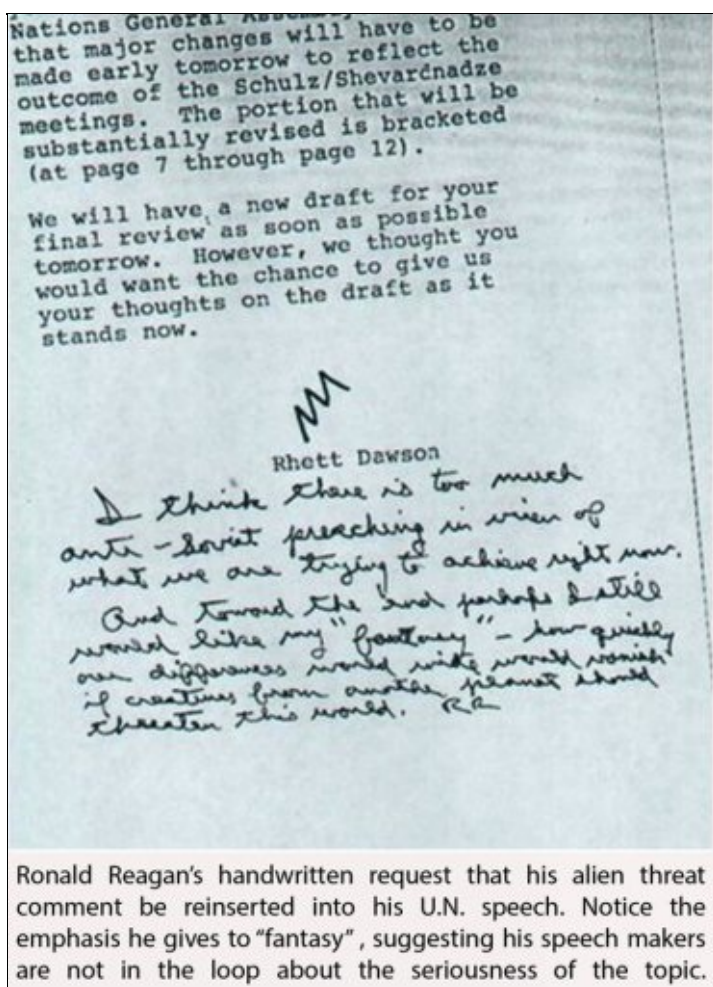 Nations General Assembly
that major changes will have to be
made early tomorrow to reflect the
outcome of the Schulz/Shevardnadze
meetings. The portion that will be
substantially revised is bracketed
(at page 7 through page 12).
We will have a new draft for your
final review as soon as possible
tomorrow. However, we thought you
would want the chance to give us
your thoughts on the draft as it
stands now.
Rhett Dawson
I think there is too much
anti-Soviet preaching in view of
what we are trying to achieve right now.
And toward the end perhaps I still
would like my "fantasy" – how quickly
our differences world wide would vanish
if creatures from another planet should
threaten this world. RR
Ronald Reagan's handwritten request that his alien threat
comment be reinserted into his U.N. speech. Notice the
emphasis he gives to "fantasy", suggesting his speech makers
are not in the loop about the seriousness of the topic.